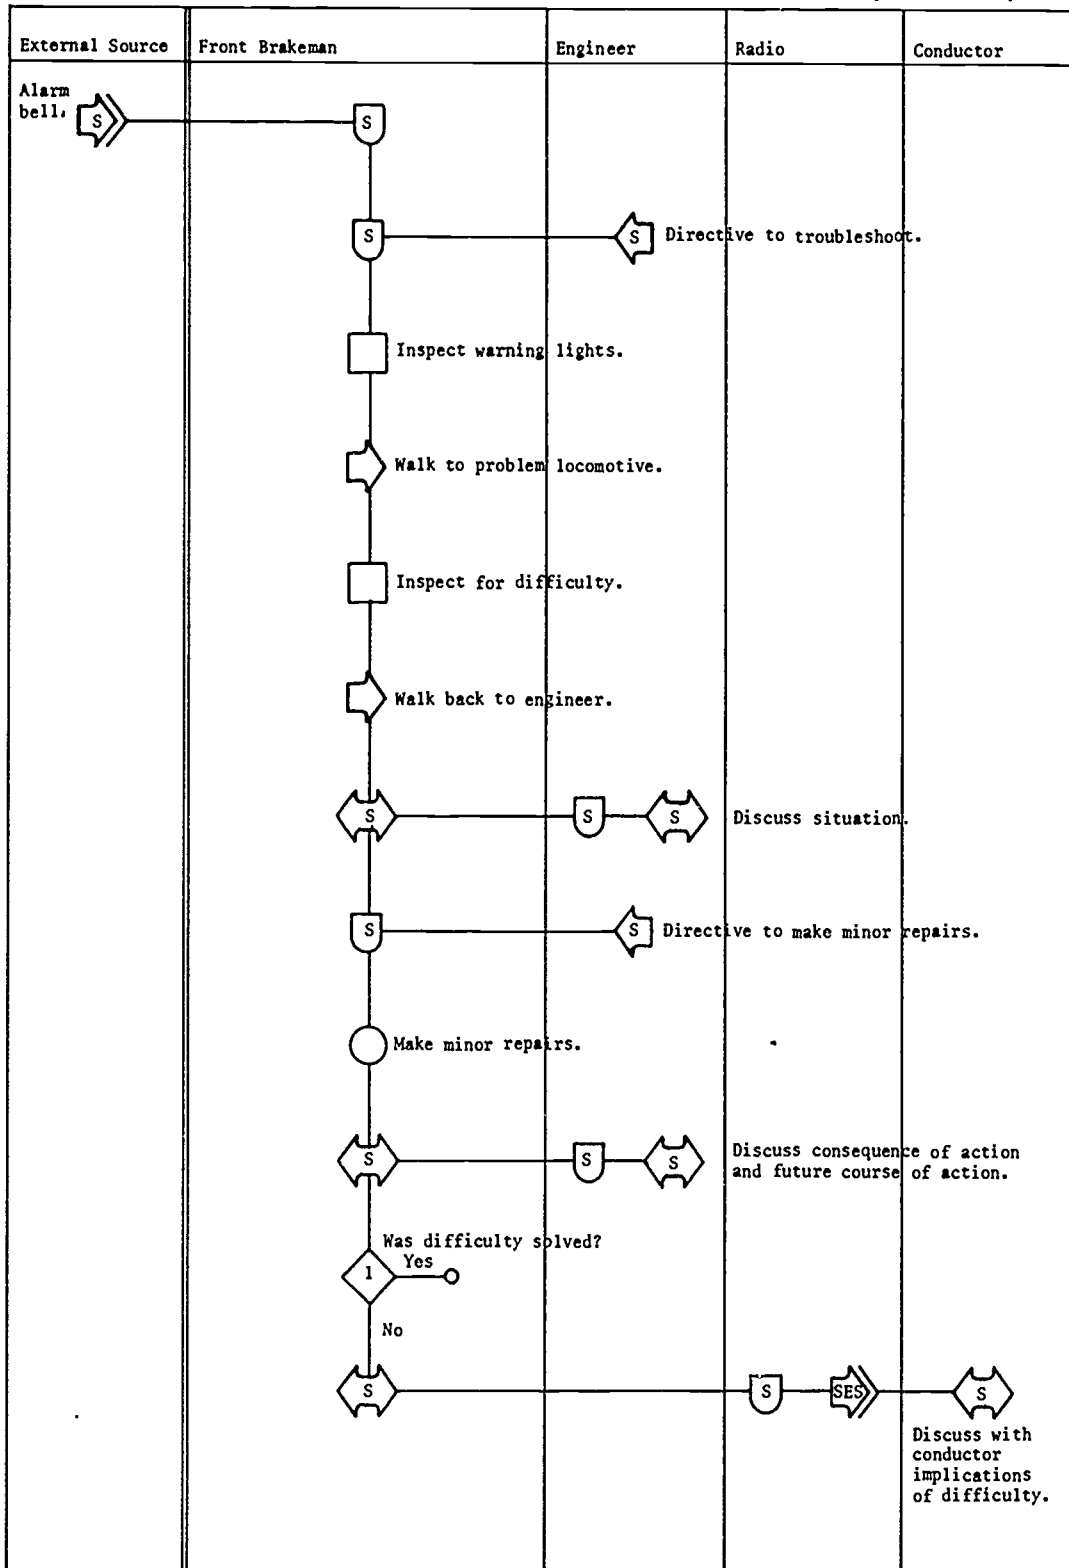 External Source Front Brakeman Engineer Radio Conductor
Alarm
bell.
S S
S S Directive to troubleshoot.
Inspect warning lights.
Walk to problem locomotive.
Inspect for difficulty.
Walk back to engineer.
S S S Discuss situation.
S S Directive to make minor repairs.
Make minor repairs.
S S S Discuss consequence of action
and future course of action.
Was difficulty solved?
1 Yes
No
S S SES S
Discuss with
conductor
implications
of difficulty.